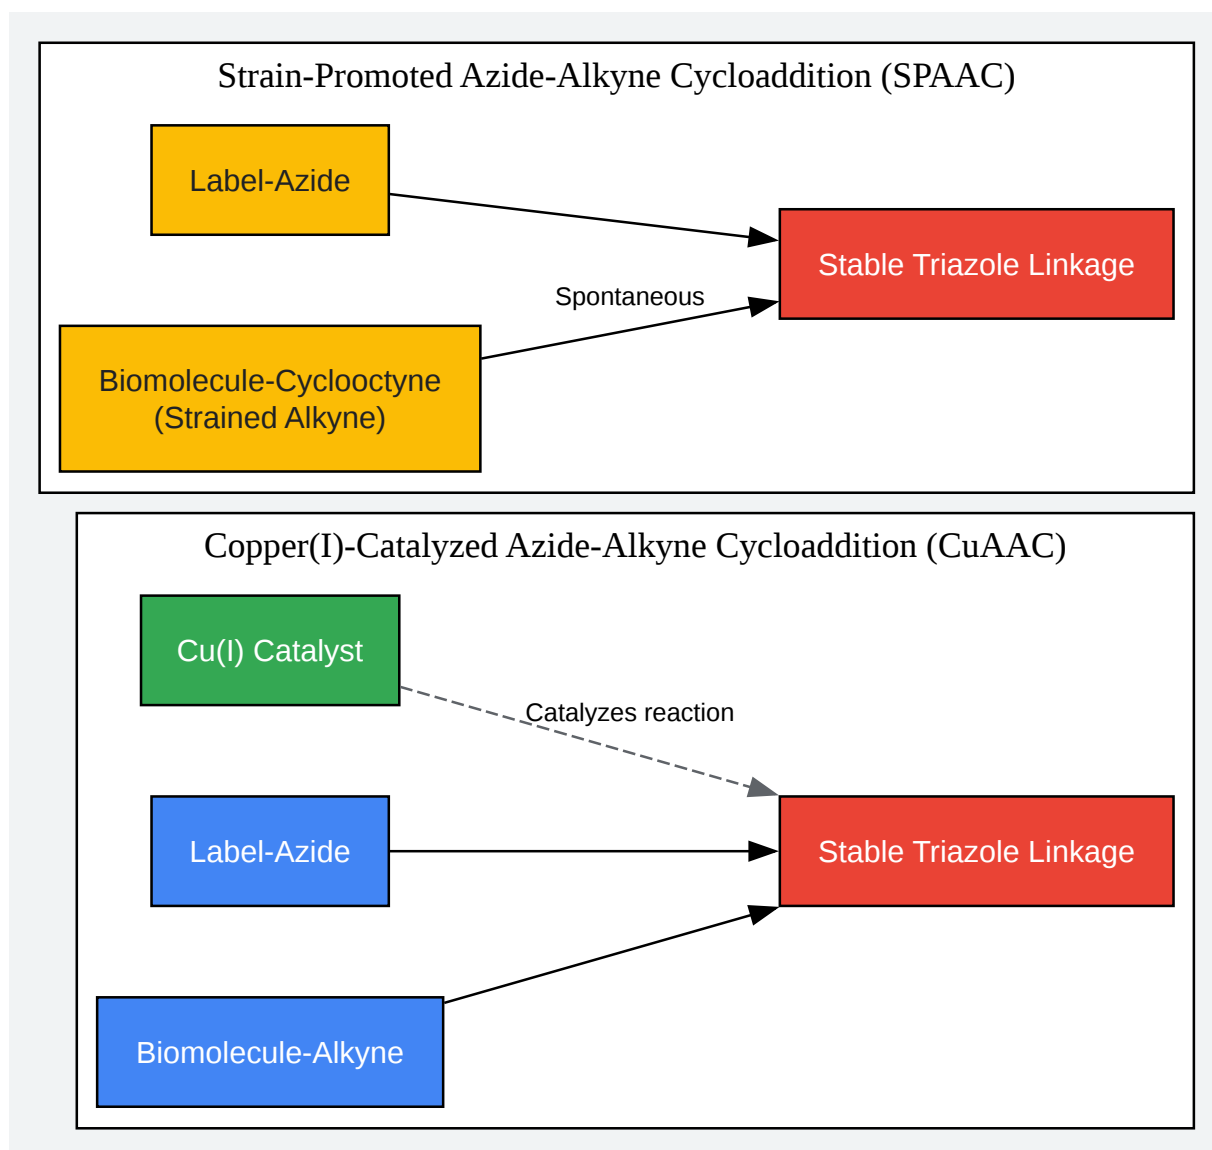 Strain-Promoted Azide-Alkyne Cycloaddition (SPAAC)
Label-Azide
Stable Triazole Linkage
Spontaneous
Biomolecule-Cyclooctyne
(Strained Alkyne)
Copper(I)-Catalyzed Azide-Alkyne Cycloaddition (CuAAC)
Cu(I) Catalyst
Catalyzes reaction
Label-Azide
Stable Triazole Linkage
Biomolecule-Alkyne